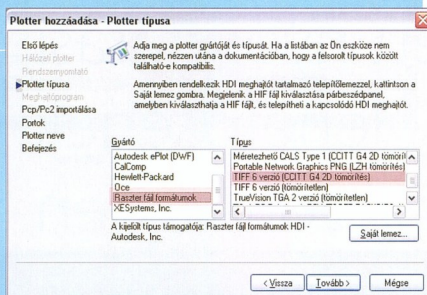 Plotter hozzáadása - Plotter típusa
Első lépés
Hálózati plotter
Rendszernyomtató
Plotter típusa
Meghajtóprogram
Pcp/Pc2 importálása
Portok
Plotter neve
Befejezés
Adja meg a plotter gyártóját és típusát. Ha a listában az Ön eszköze nem
szerepel, nézzen utána a dokumentációban, hogy a felsorolt típusok között
található-e kompatibilis.
Amennyiben rendelkezik HDI meghajtót tartalmazó telepítőlemezzel, kattintson a
Saját lemez gombra. Megjelenik a HIF fájl kiválasztása párbeszédpanel,
amelyben kiválaszthatja a HIF fájlt, és telepítheti a kapcsolódó HDI meghajtót.
Gyártó
Autodesk ePlot (DWF)
CalComp
Hewlett-Packard
Oce
Raszter fájl formátumok
XESystems, Inc.
Típus
Méretezhető CALS Type 1 (CCITT G4 2D tömöríté
Portable Network Graphics PNG (LZH tömörítés)
TIFF 6 verzió (CCITT G4 2D tömörítés)
TIFF 6 verzió (tömörítetlen)
TrueVision TGA 2 verzió (tömörítetlen)
A kijelölt típus támogatója: Raszter fájl formátumok HDI -
Autodesk, Inc.
Saját lemez...
< Vissza
Tovább >
Mégse